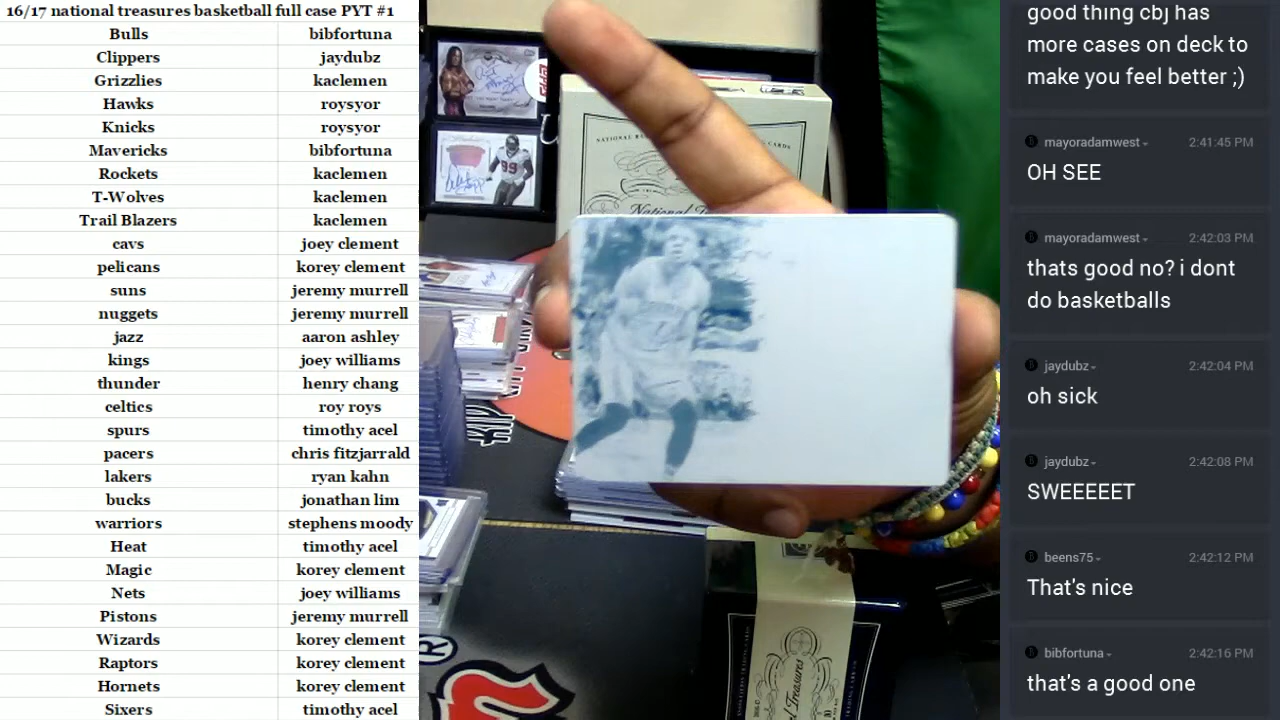 16/17 national treasures basketball full case PYT #1
Bulls bibfortuna
Clippers jaydubz
Grizzlies kaclemen
Hawks roysyor
Knicks roysyor
Mavericks bibfortuna
Rockets kaclemen
T-Wolves kaclemen
Trail Blazers kaclemen
cavs joey clement
pelicans korey clement
suns jeremy murrell
nuggets jeremy murrell
jazz aaron ashley
kings joey williams
thunder henry chang
celtics roy roys
spurs timothy acel
pacers chris fitzjarrald
lakers ryan kahn
bucks jonathan lim
warriors stephens moody
Heat timothy acel
Magic korey clement
Nets joey williams
Pistons jeremy murrell
Wizards korey clement
Raptors korey clement
Hornets korey clement
Sixers timothy acel
99
National
good thing cbj has
more cases on deck to
make you feel better ;)
mayoradamwest 2:41:45 PM
OH SEE
mayoradamwest 2:42:03 PM
thats good no? i dont
do basketballs
jaydubz 2:42:04 PM
oh sick
jaydubz 2:42:08 PM
SWEEEEET
beens75 2:42:12 PM
That's nice
bibfortuna 2:42:16 PM
that's a good one